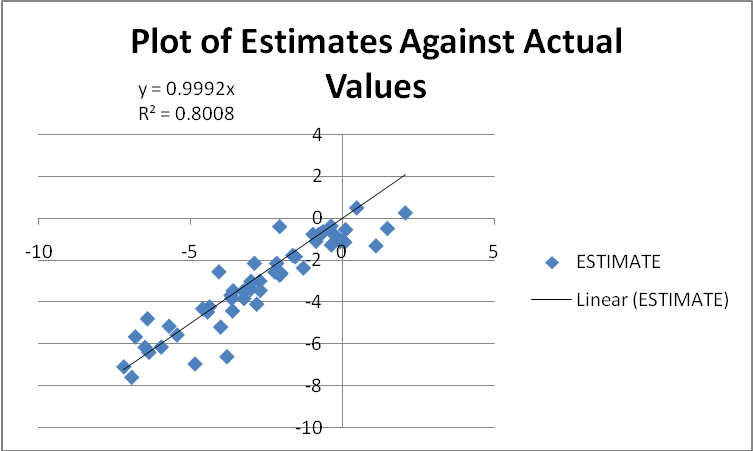 Plot of Estimates Against Actual
Values
y = 0.9992x
R² = 0.8008
4
2
0
-10
-5
0
5
-2
-4
-6
-8
-10
ESTIMATE
Linear (ESTIMATE)